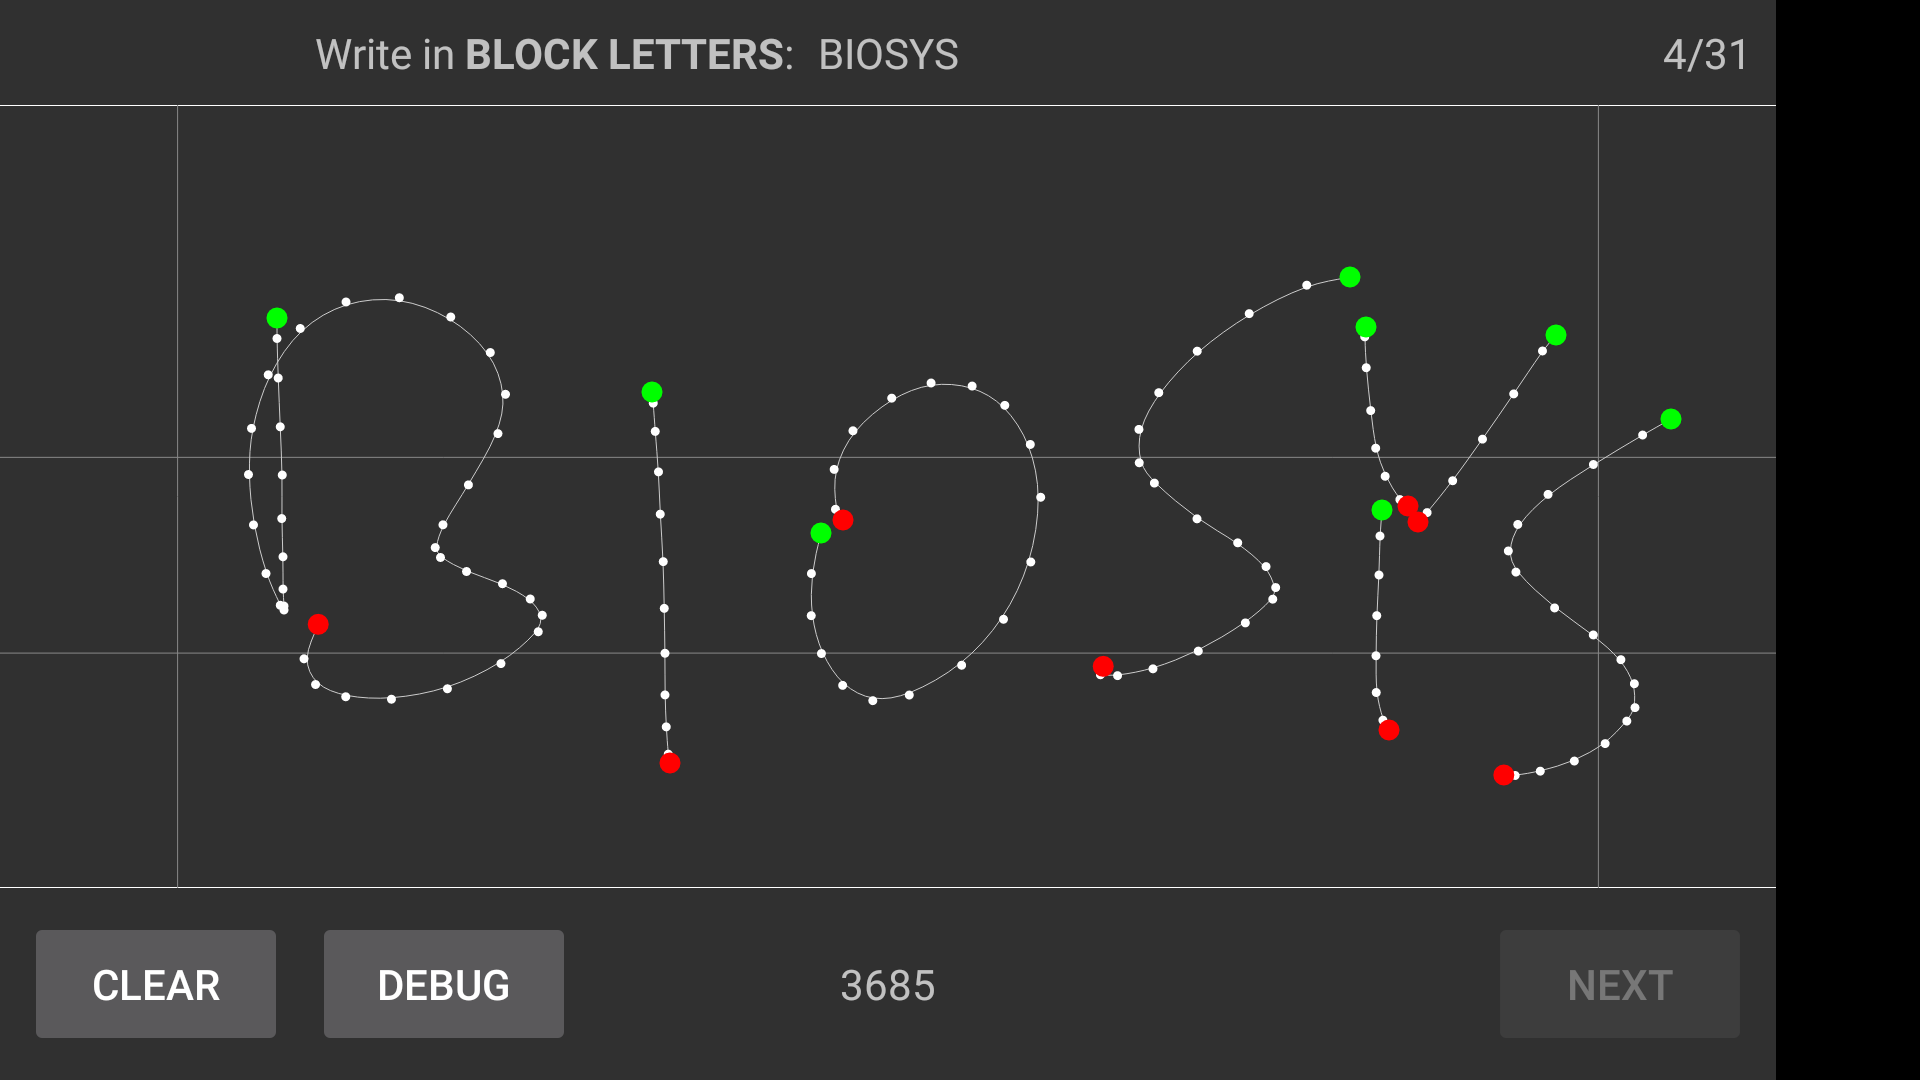 Write in BLOCK LETTERS: BIOSYS
4/31
BIOSYS
CLEAR
DEBUG
3685
NEXT